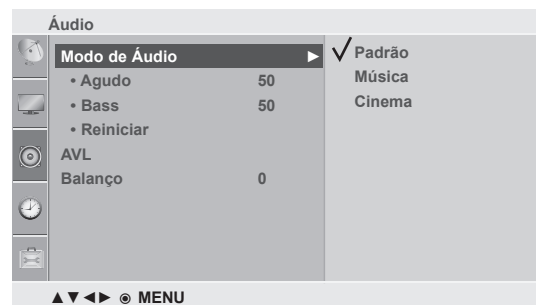 Áudio
Modo de Áudio ►
• Agudo 50
• Bass 50
• Reiniciar
AVL
Balanço 0
✓ Padrão
Música
Cinema
▲▼◄► ◉ MENU